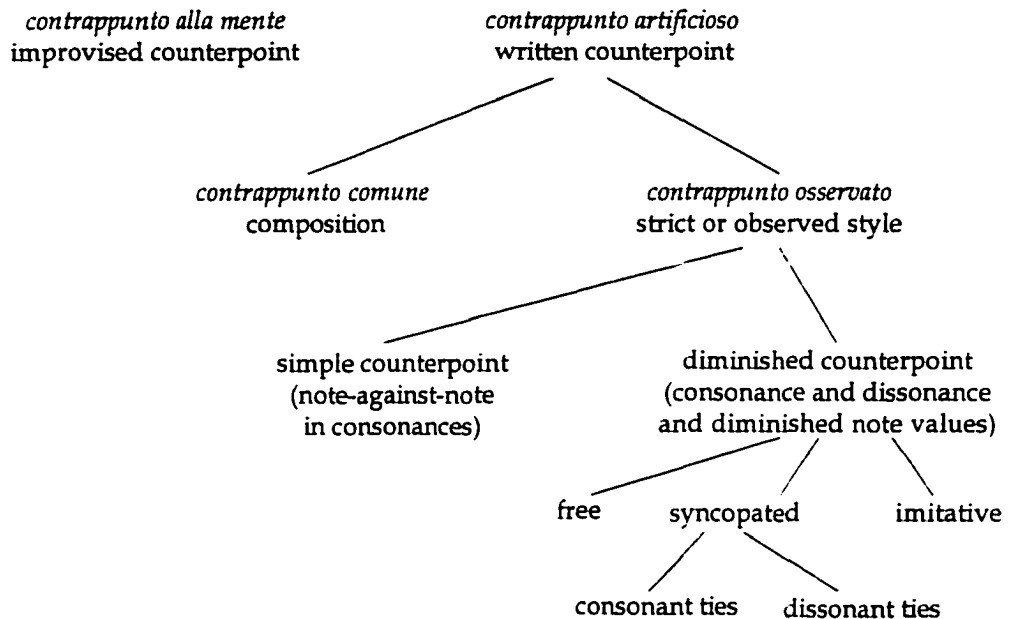 contrappunto alla mente
improvised counterpoint
contrappunto artificioso
written counterpoint
contrappunto comune
composition
contrappunto osservato
strict or observed style
simple counterpoint
(note-against-note
in consonances)
diminished counterpoint
(consonance and dissonance
and diminished note values)
free
syncopated
imitative
consonant ties
dissonant ties